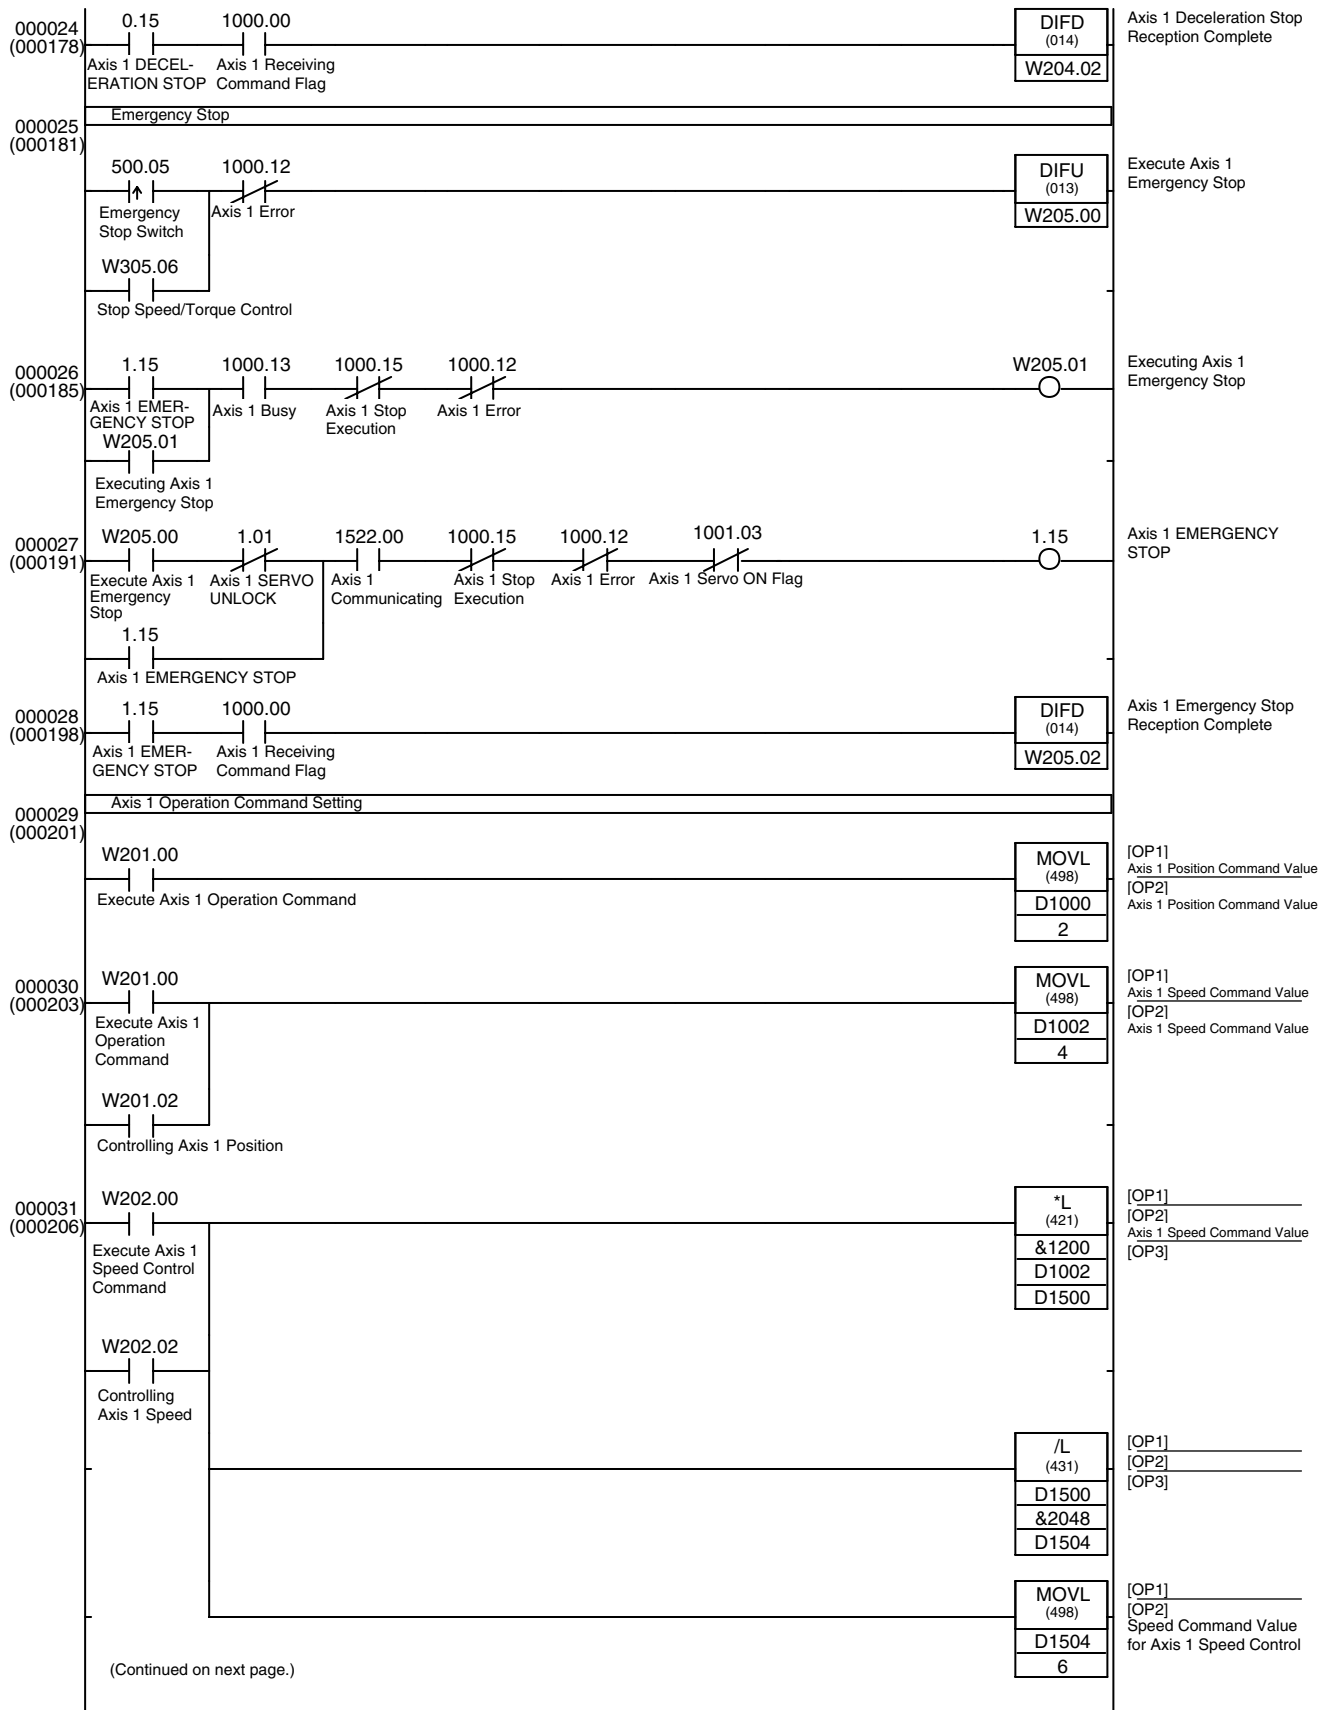 000024
(000178)
0.15
1000.00
Axis 1 DECEL-
ERATION STOP
Axis 1 Receiving
Command Flag
DIFD
(014)
W204.02
Axis 1 Deceleration Stop
Reception Complete
000025
(000181)
Emergency Stop
500.05
1000.12
Emergency
Stop Switch
Axis 1 Error
W305.06
Stop Speed/Torque Control
DIFU
(013)
W205.00
Execute Axis 1
Emergency Stop
000026
(000185)
1.15
1000.13
1000.15
1000.12
Axis 1 EMER-
GENCY STOP
Axis 1 Busy
Axis 1 Stop
Execution
Axis 1 Error
W205.01
Executing Axis 1
Emergency Stop
W205.01
Executing Axis 1
Emergency Stop
000027
(000191)
W205.00
1.01
1522.00
1000.15
1000.12
1001.03
Execute Axis 1
Emergency
Stop
Axis 1 SERVO
UNLOCK
Axis 1
Communicating
Axis 1 Stop
Execution
Axis 1 Error
Axis 1 Servo ON Flag
1.15
Axis 1 EMERGENCY STOP
1.15
Axis 1 EMERGENCY
STOP
000028
(000198)
1.15
1000.00
Axis 1 EMER-
GENCY STOP
Axis 1 Receiving
Command Flag
DIFD
(014)
W205.02
Axis 1 Emergency Stop
Reception Complete
000029
(000201)
Axis 1 Operation Command Setting
W201.00
Execute Axis 1 Operation Command
MOVL
(498)
D1000
2
[OP1]
Axis 1 Position Command Value
[OP2]
Axis 1 Position Command Value
000030
(000203)
W201.00
Execute Axis 1
Operation
Command
W201.02
Controlling Axis 1 Position
MOVL
(498)
D1002
4
[OP1]
Axis 1 Speed Command Value
[OP2]
Axis 1 Speed Command Value
000031
(000206)
W202.00
Execute Axis 1
Speed Control
Command
W202.02
Controlling
Axis 1 Speed
*L
(421)
&1200
D1002
D1500
[OP1]
[OP2]
Axis 1 Speed Command Value
[OP3]
/L
(431)
D1500
&2048
D1504
[OP1]
[OP2]
[OP3]
MOVL
(498)
D1504
6
[OP1]
[OP2]
Speed Command Value
for Axis 1 Speed Control
(Continued on next page.)